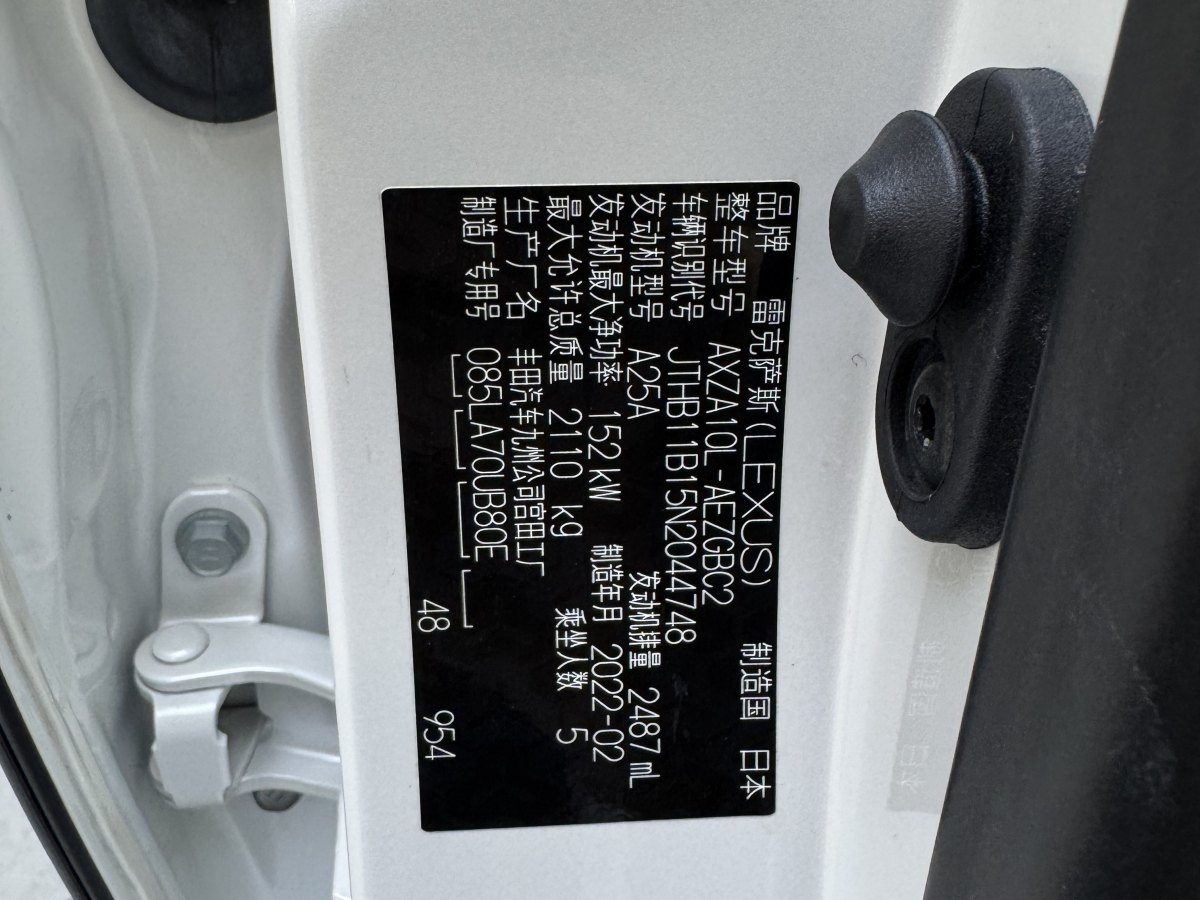 品牌 雷克萨斯(LEXUS) 制造国 日本
整车型号 AXZA10L-AEZGBC2
车辆识别代号 JTHB11B15N2044748
发动机型号 A25A 发动机排量 2487 mL
发动机最大净功率 152 kW 制造年月 2022-02
最大允许总质量 2110 kg 乘坐人数 5
生产厂名 丰田汽车九州公司宫田工厂
制造厂专用号 085LA70UB80E
48 954